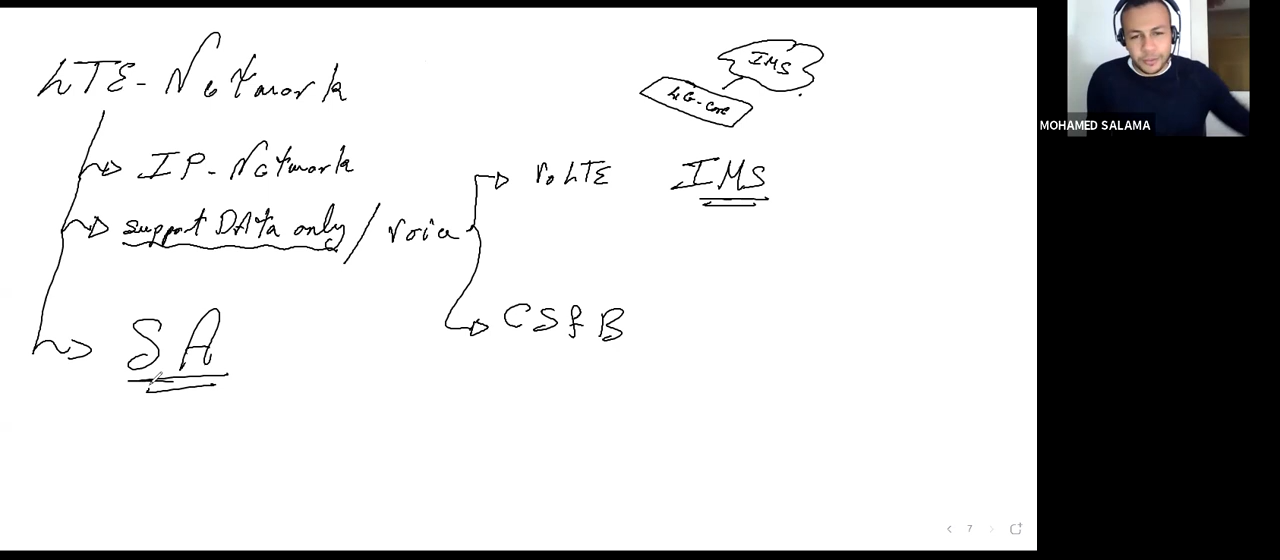 LTE-Network
IMS
4G-core
IP-Network
VoLTE IMS
support DATA only / Voice
CSFB
SA
MOHAMED SALAMA
7